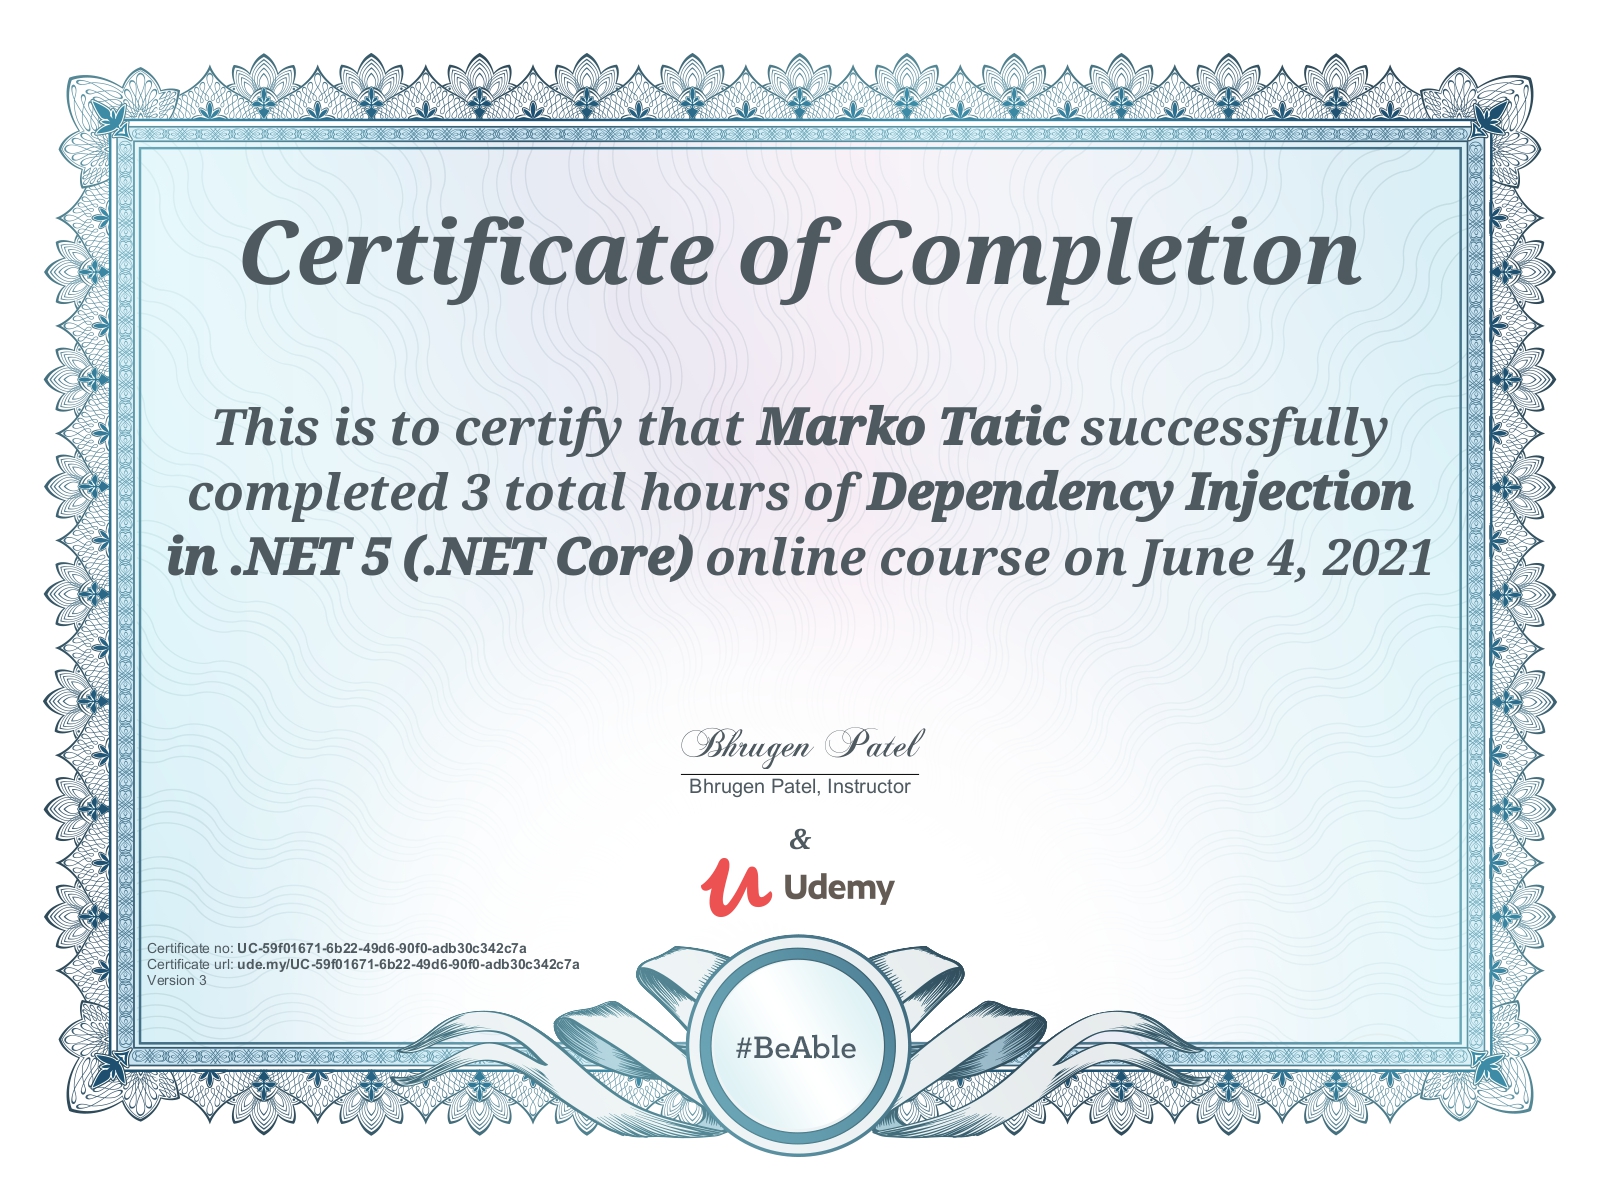 Certificate of Completion
This is to certify that Marko Tatic successfully
completed 3 total hours of Dependency Injection
in .NET 5 (.NET Core) online course on June 4, 2021
Bhrugen Patel
Bhrugen Patel, Instructor
&
Udemy
Certificate no: UC-59f01671-6b22-49d6-90f0-adb30c342c7a
Certificate url: ude.my/UC-59f01671-6b22-49d6-90f0-adb30c342c7a
Version 3
#BeAble